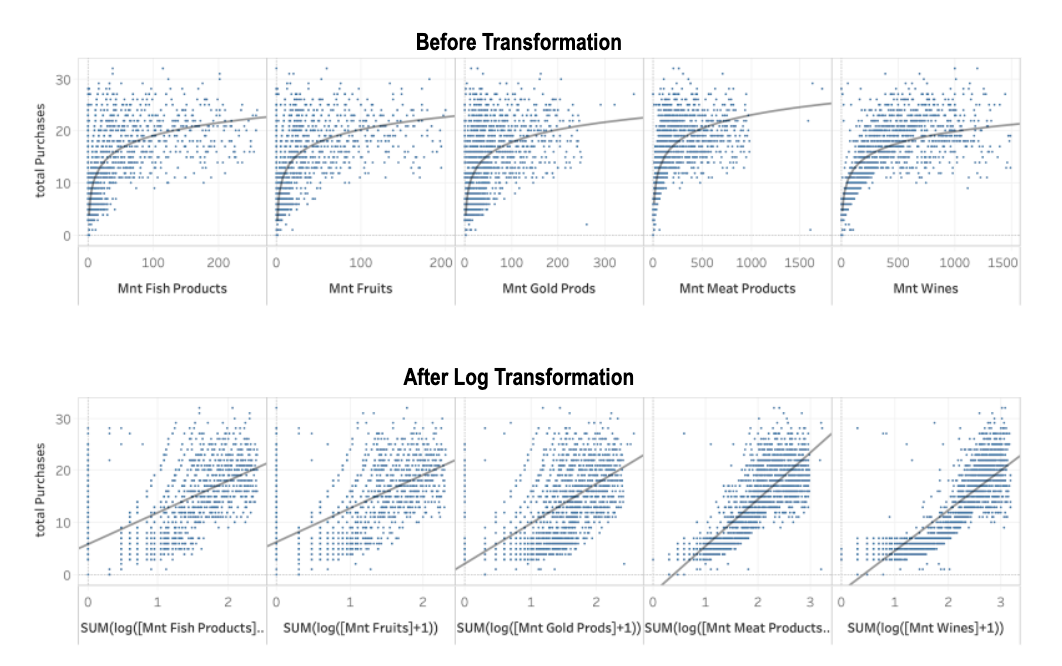 Before Transformation
total Purchases
30
20
10
0
0 100 200
0 100 200
0 100 200 300
0 500 1000 1500
0 500 1000 1500
Mnt Fish Products
Mnt Fruits
Mnt Gold Prods
Mnt Meat Products
Mnt Wines
After Log Transformation
total Purchases
30
20
10
0
0 1 2
0 1 2
0 1 2
0 1 2 3
0 1 2 3
SUM(log([Mnt Fish Products]..
SUM(log([Mnt Fruits]+1))
SUM(log([Mnt Gold Prods]+1))
SUM(log([Mnt Meat Products..
SUM(log([Mnt Wines]+1))